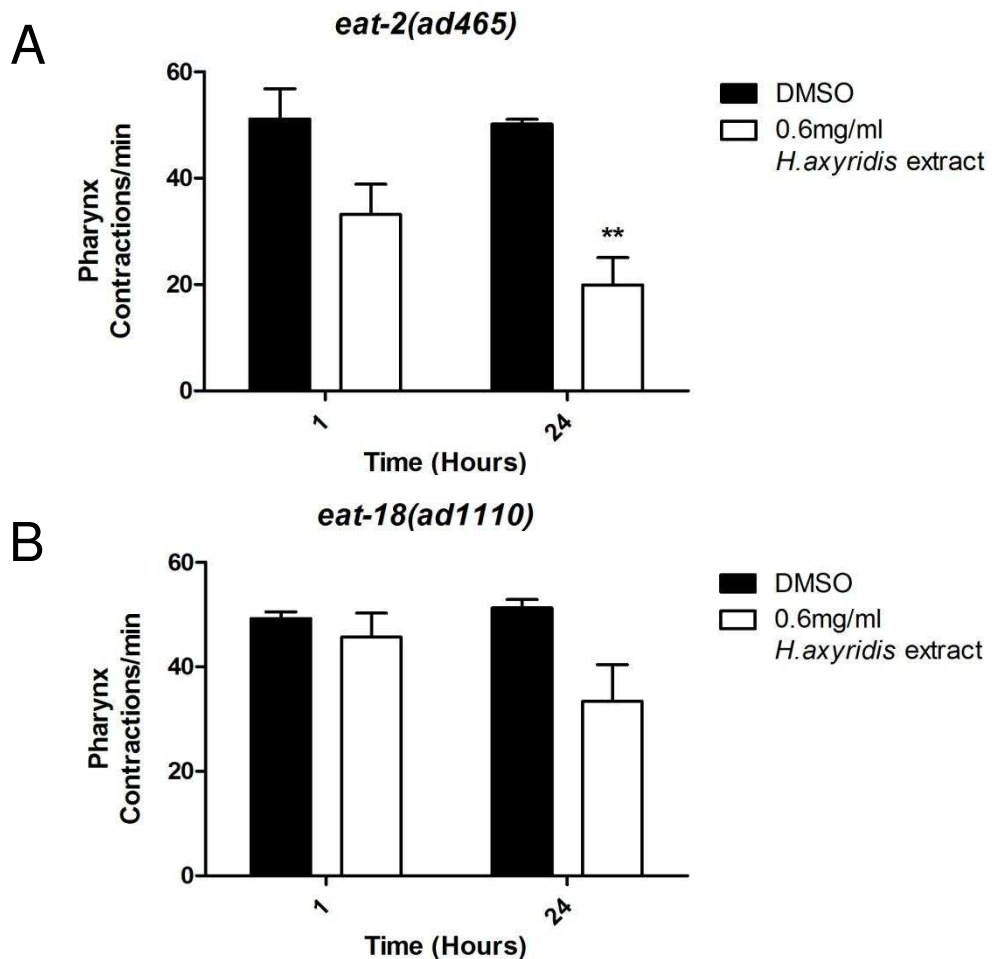 A
eat-2(ad465)
60
40
20
0
Pharynx
Contractions/min
**
1
24
Time (Hours)
DMSO
0.6mg/ml
H.axyridis extract
B
eat-18(ad1110)
60
40
20
0
Pharynx
Contractions/min
1
24
Time (Hours)
DMSO
0.6mg/ml
H.axyridis extract